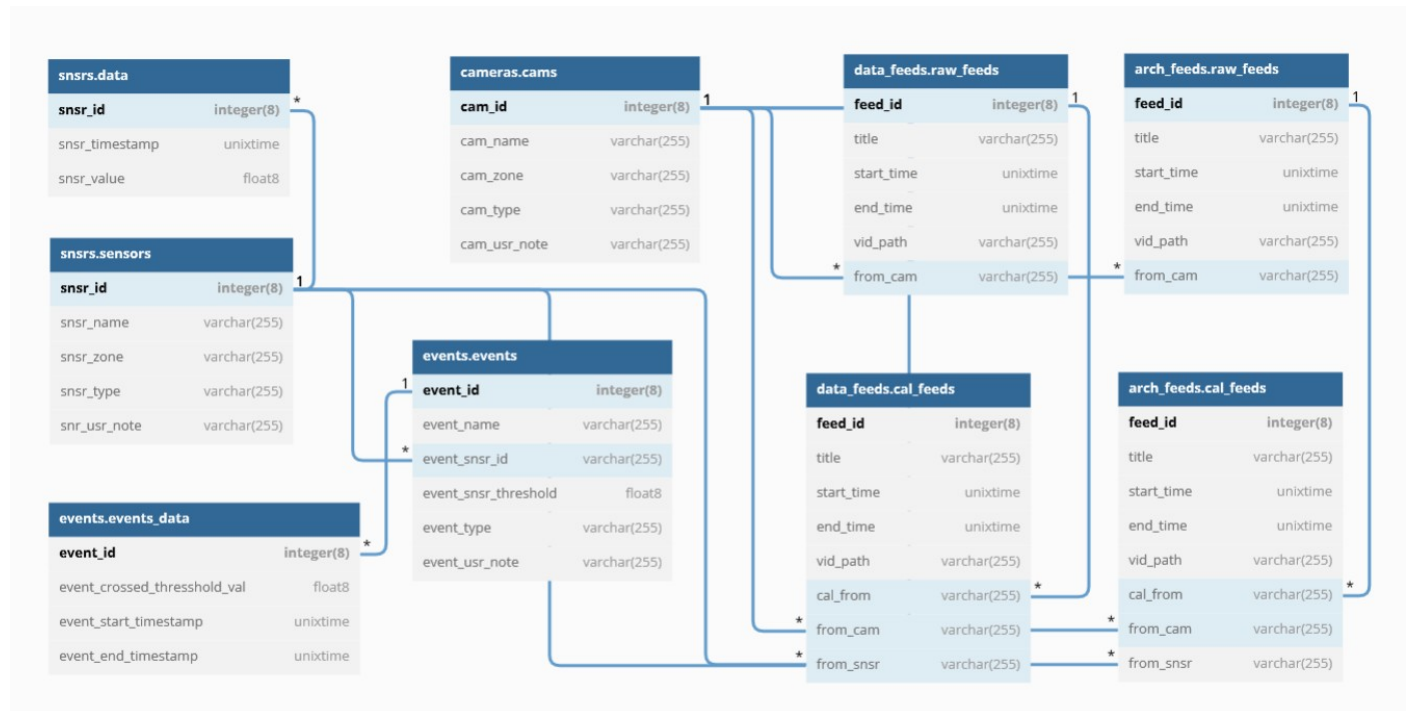 snsrs.data
snsr_id integer(8)
snsr_timestamp unixtime
snsr_value float8
*
snsrs.sensors
snsr_id integer(8)
snsr_name varchar(255)
snsr_zone varchar(255)
snsr_type varchar(255)
snr_usr_note varchar(255)
1
events.events_data
event_id integer(8)
event_crossed_thresshold_val float8
event_start_timestamp unixtime
event_end_timestamp unixtime
*
cameras.cams
cam_id integer(8)
cam_name varchar(255)
cam_zone varchar(255)
cam_type varchar(255)
cam_usr_note varchar(255)
1
events.events
1
event_id integer(8)
event_name varchar(255)
*
event_snsr_id varchar(255)
event_snsr_threshold float8
event_type varchar(255)
event_usr_note varchar(255)
data_feeds.raw_feeds
feed_id integer(8)
1
title varchar(255)
start_time unixtime
end_time unixtime
vid_path varchar(255)
*
from_cam varchar(255)
arch_feeds.raw_feeds
feed_id integer(8)
1
title varchar(255)
start_time unixtime
end_time unixtime
vid_path varchar(255)
*
from_cam varchar(255)
data_feeds.cal_feeds
feed_id integer(8)
title varchar(255)
start_time unixtime
end_time unixtime
vid_path varchar(255)
cal_from varchar(255)
*
*
from_cam varchar(255)
*
from_snsr varchar(255)
arch_feeds.cal_feeds
feed_id integer(8)
title varchar(255)
start_time unixtime
end_time unixtime
vid_path varchar(255)
cal_from varchar(255)
*
*
from_cam varchar(255)
*
from_snsr varchar(255)